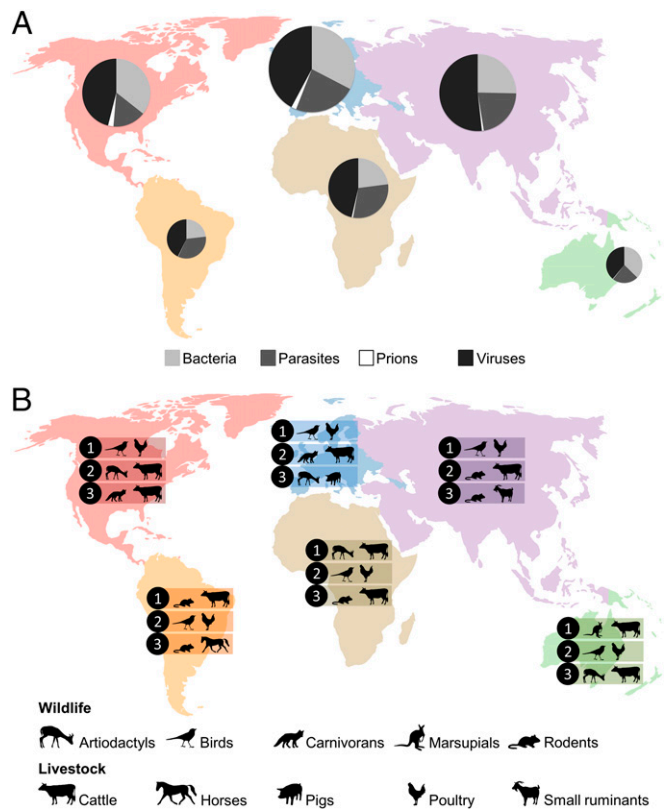 A
Bacteria Parasites Prions Viruses
B
1 1 1
2 2 2
3 3 3
1
2
3
1
2
3
1
2
3
Wildlife
Artiodactyls Birds Carnivorans Marsupials Rodents
Livestock
Cattle Horses Pigs Poultry Small ruminants